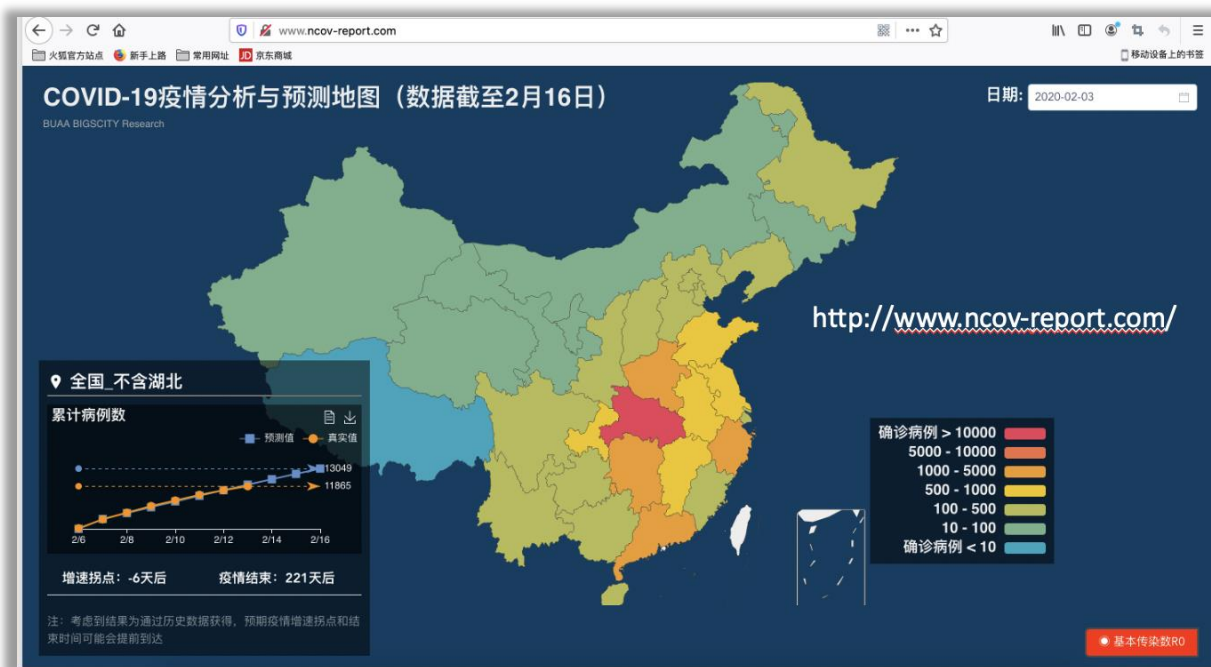 www.ncov-report.com
火狐官方站点 新手上路 常用网址 JD 京东商城 移动设备上的书签
COVID-19疫情分析与预测地图（数据截至2月16日）
BUAA BIGSCITY Research
日期: 2020-02-03
http://www.ncov-report.com/
全国_不含湖北
累计病例数
预测值 真实值
13049
11865
2/6 2/8 2/10 2/12 2/14 2/16
增速拐点：-6天后 疫情结束：221天后
注：考虑到结果为通过历史数据获得，预期疫情增速拐点和结
束时间可能会提前到达
确诊病例 > 10000
5000 - 10000
1000 - 5000
500 - 1000
100 - 500
10 - 100
确诊病例 < 10
基本传染数R0